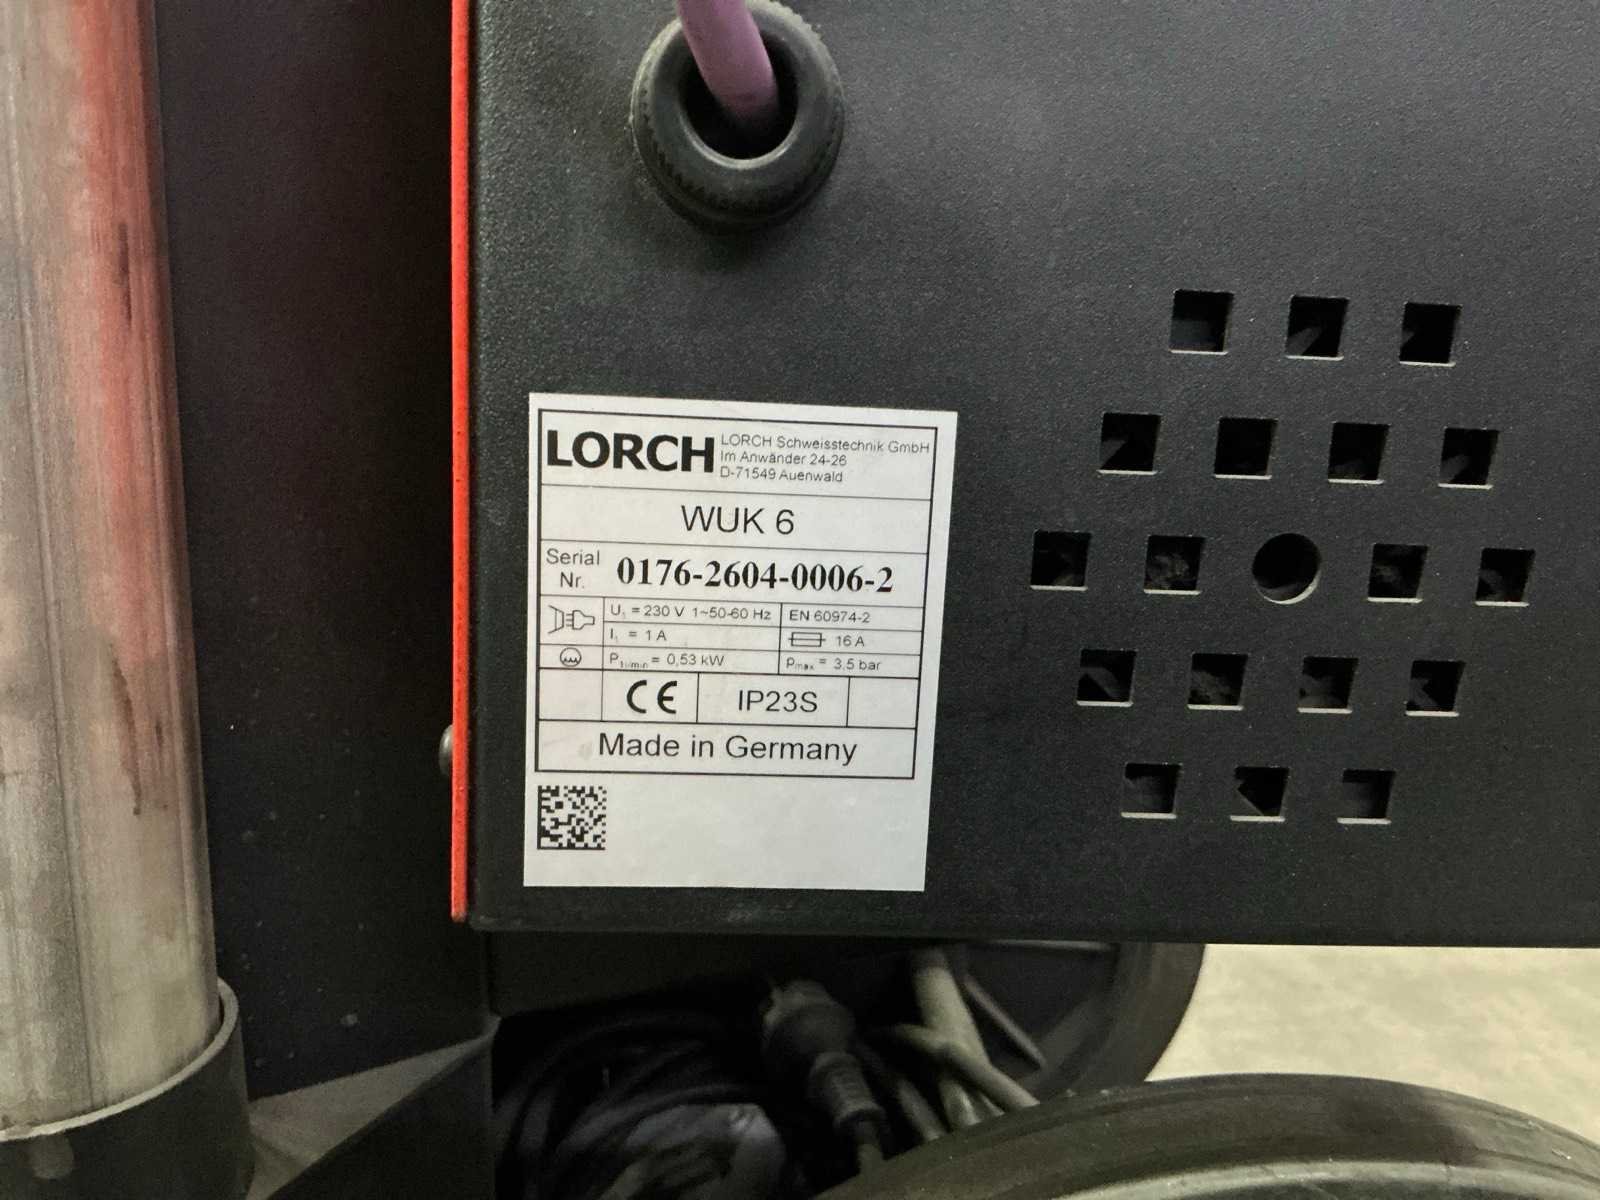 LORCH
LORCH Schweisstechnik GmbH
Im Anwänder 24-26
D-71549 Auenwald
WUK 6
Serial Nr. 0176-2604-0006-2
U₁ = 230 V 1~50-60 Hz
EN 60974-2
I₁ = 1 A
16 A
P1l/min = 0,53 kW
Pmax = 3,5 bar
CE
IP23S
Made in Germany